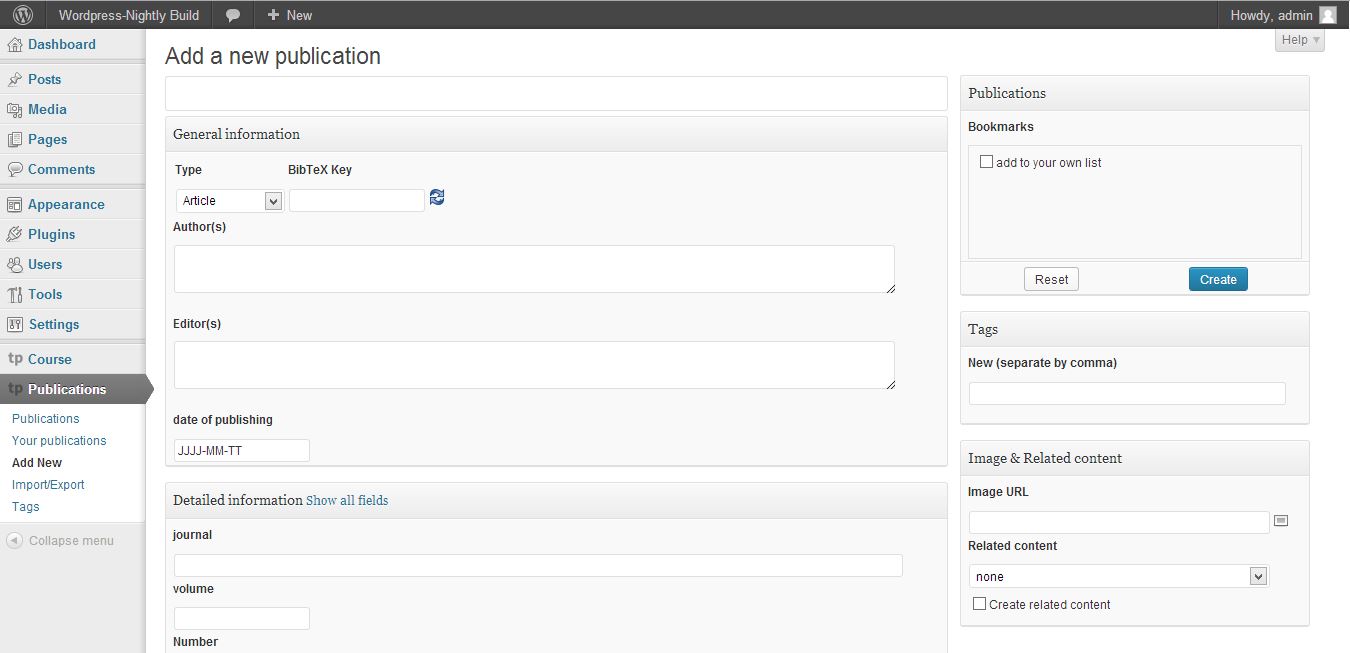 Wordpress-Nightly Build
New
Howdy, admin
Help
Dashboard
Posts
Media
Pages
Comments
Appearance
Plugins
Users
Tools
Settings
tp Course
tp Publications
Publications
Your publications
Add New
Import/Export
Tags
Collapse menu
Add a new publication
General information
Type BibTeX Key
Article
Author(s)
Editor(s)
date of publishing
JJJJ-MM-TT
Detailed information Show all fields
journal
volume
Number
Publications
Bookmarks
add to your own list
Reset Create
Tags
New (separate by comma)
Image & Related content
Image URL
Related content
none
Create related content